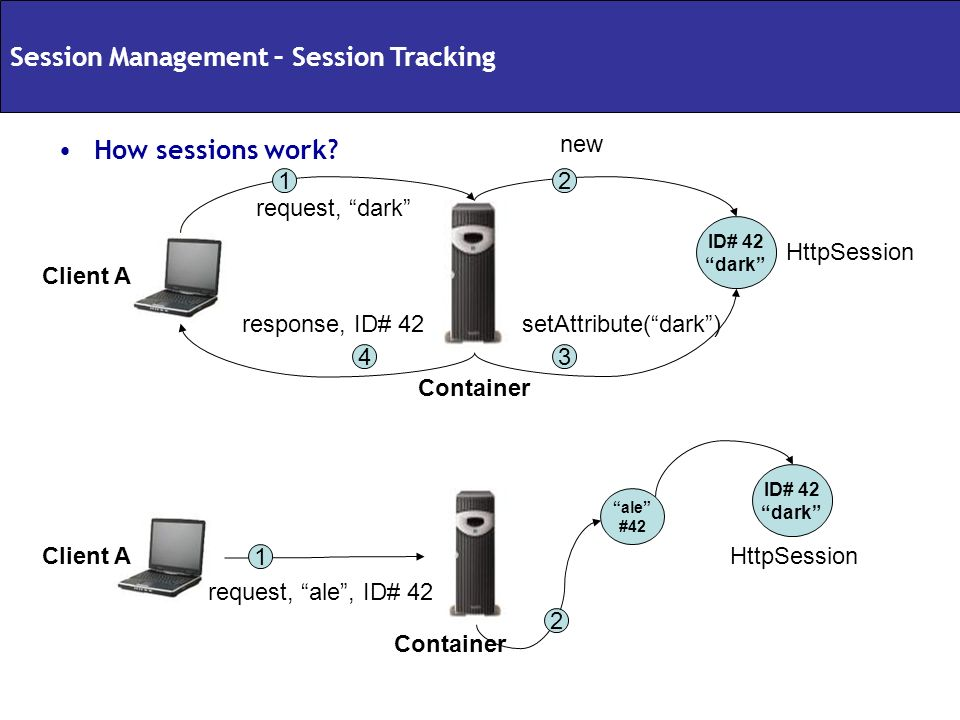 Session Management – Session Tracking
• How sessions work?
new
1
2
request, “dark”
ID# 42
“dark”
HttpSession
Client A
response, ID# 42
setAttribute(“dark”)
4
3
Container
ID# 42
“dark”
“ale”
#42
Client A
1
HttpSession
request, “ale”, ID# 42
2
Container